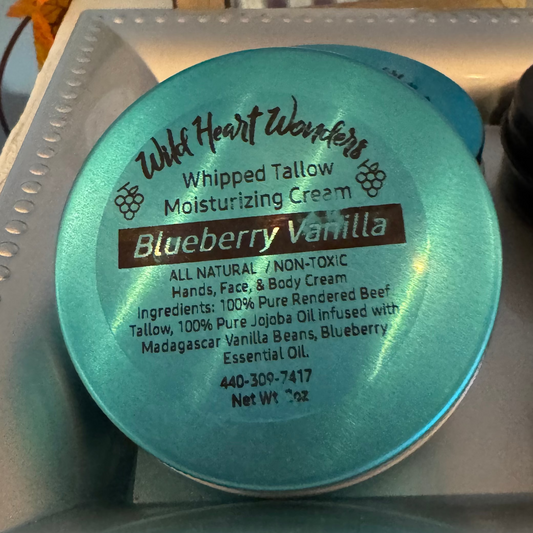 Wild Heart Wonders
Whipped Tallow
Moisturizing Cream
Blueberry Vanilla
ALL NATURAL / NON-TOXIC
Hands, Face, & Body Cream
Ingredients: 100% Pure Rendered Beef
Tallow, 100% Pure Jojoba Oil infused with
Madagascar Vanilla Beans, Blueberry
Essential Oil.
440-309-7417
Net Wt